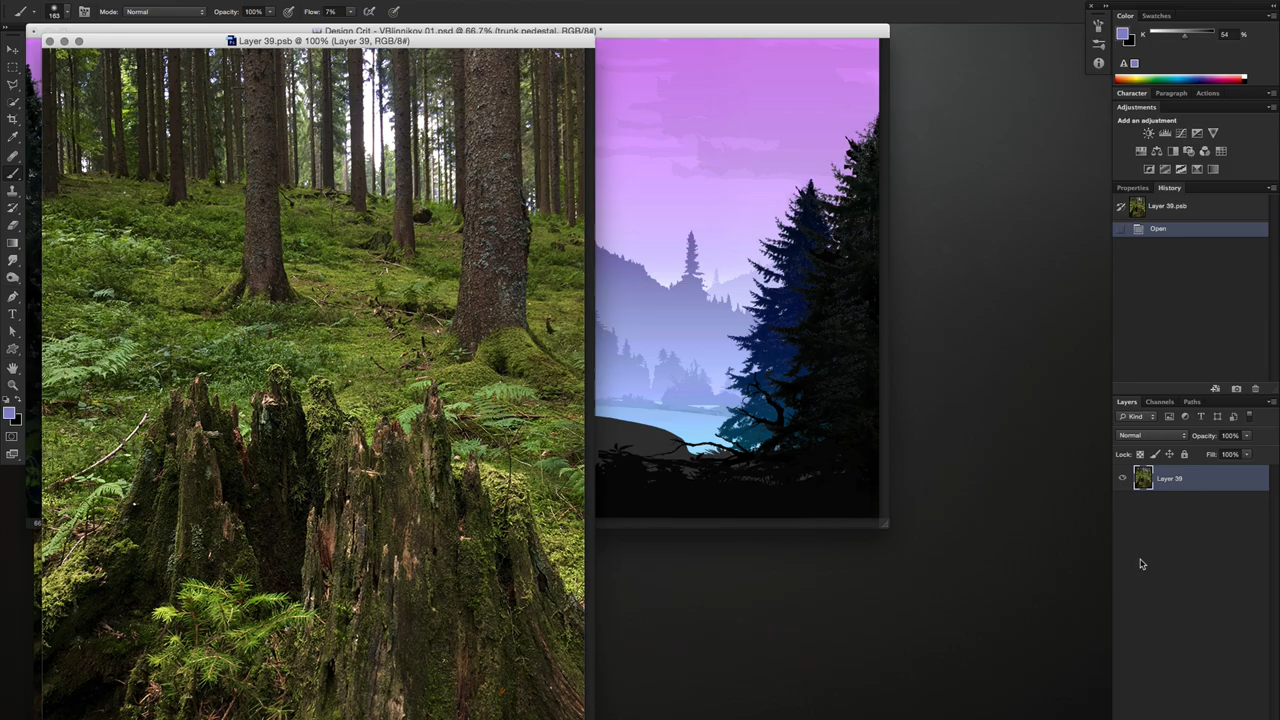 163
Mode: Normal
Opacity: 100%
Flow: 7%
Design Crit - VBlinnikov 01.psd @ 66.7% (trunk pedestal, RGB/8#) *
Layer 39.psb @ 100% (Layer 39, RGB/8#)
Color
Swatches
K
54
%
Character
Paragraph
Actions
Adjustments
Add an adjustment
Properties
History
Layer 39.psb
Open
Layers
Channels
Paths
Kind
Normal
Opacity: 100%
Lock:
Fill: 100%
Layer 39
66